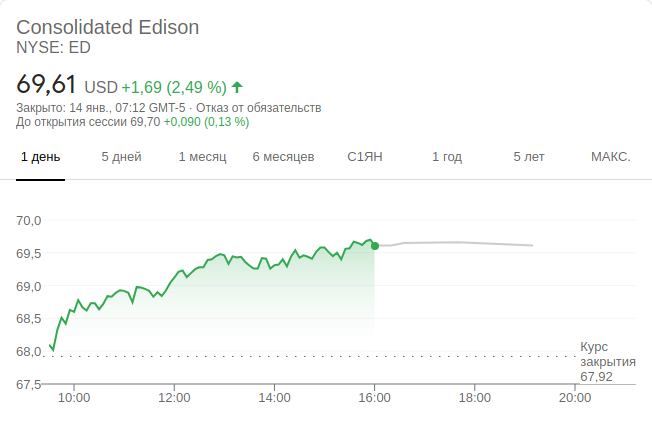 Consolidated Edison
NYSE: ED
69,61 USD +1,69 (2,49 %)
Закрыто: 14 янв., 07:12 GMT-5 · Отказ от обязательств
До открытия сессии 69,70 +0,090 (0,13 %)
1 день 5 дней 1 месяц 6 месяцев С1ЯН 1 год 5 лет МАКС.
70,0
69,5
69,0
68,5
68,0
67,5
Курс
закрытия
67,92
10:00 12:00 14:00 16:00 18:00 20:00